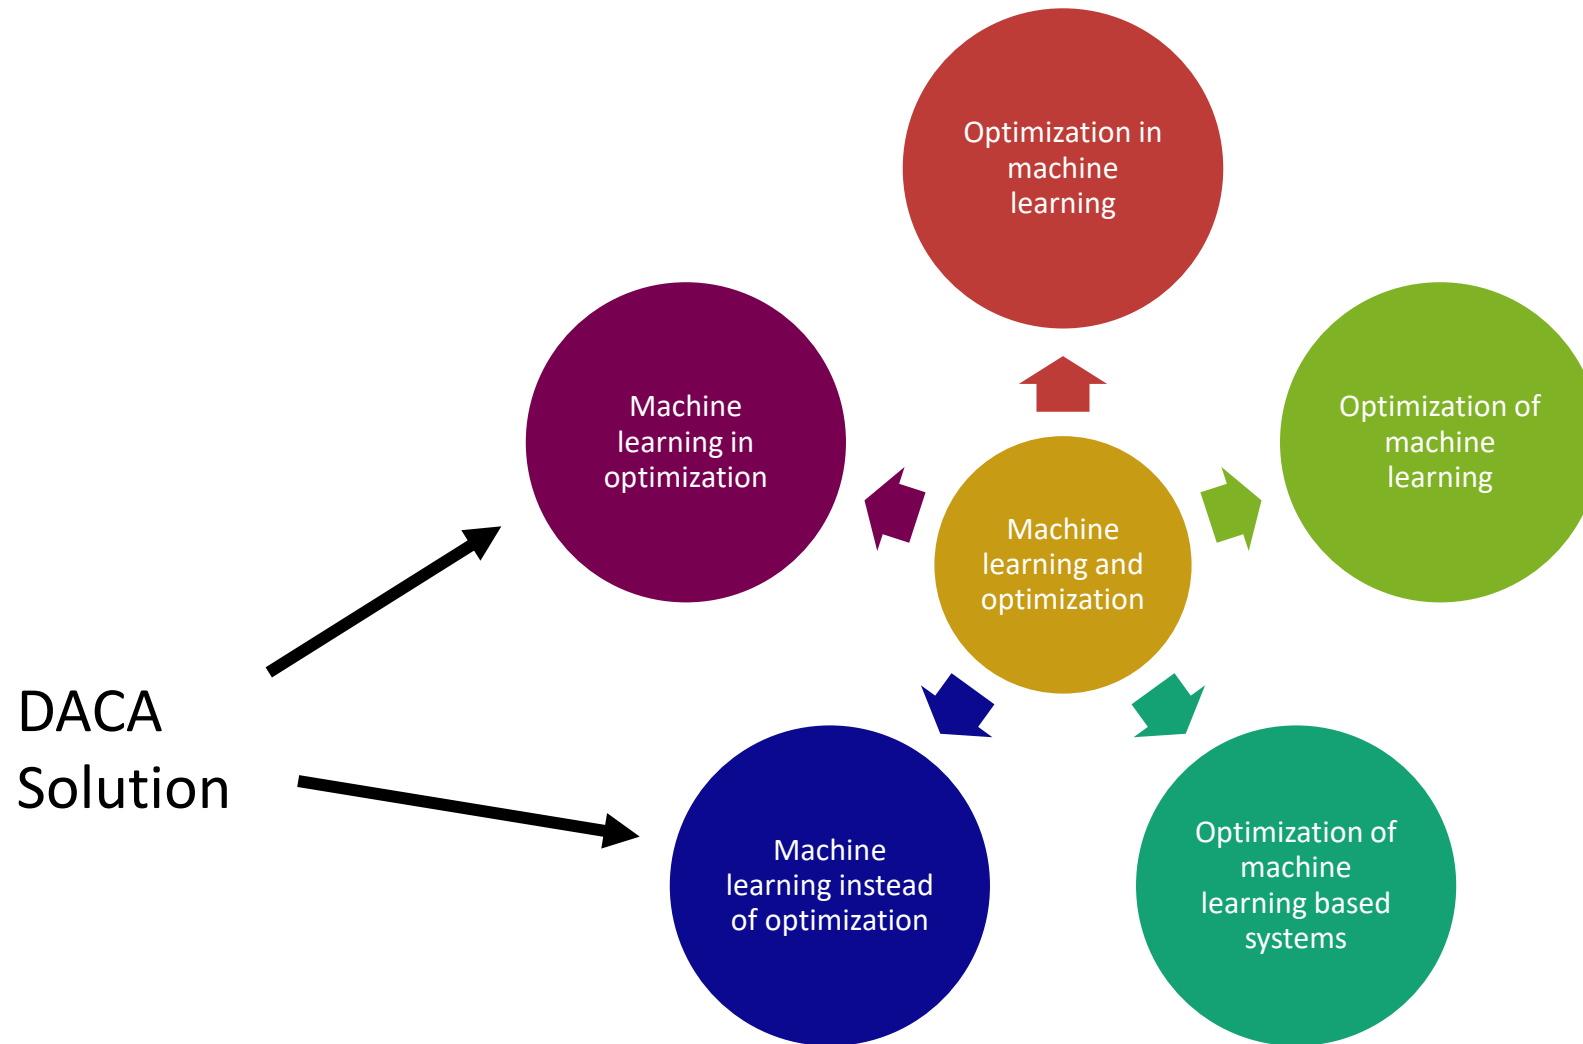 Optimization in
machine
learning
Machine
learning in
optimization
Optimization of
machine
learning
Machine
learning and
optimization
DACA
Solution
Machine
learning instead
of optimization
Optimization of
machine
learning based
systems